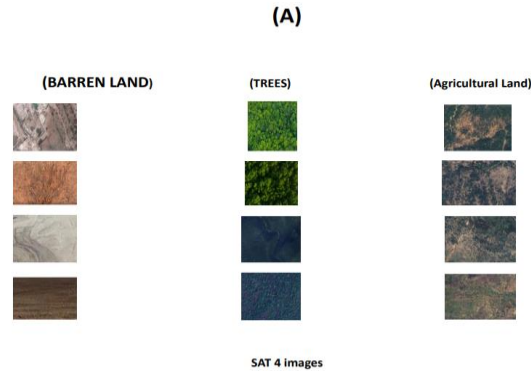 (A)
(BARREN LAND)
(TREES)
(Agricultural Land)
SAT 4 images